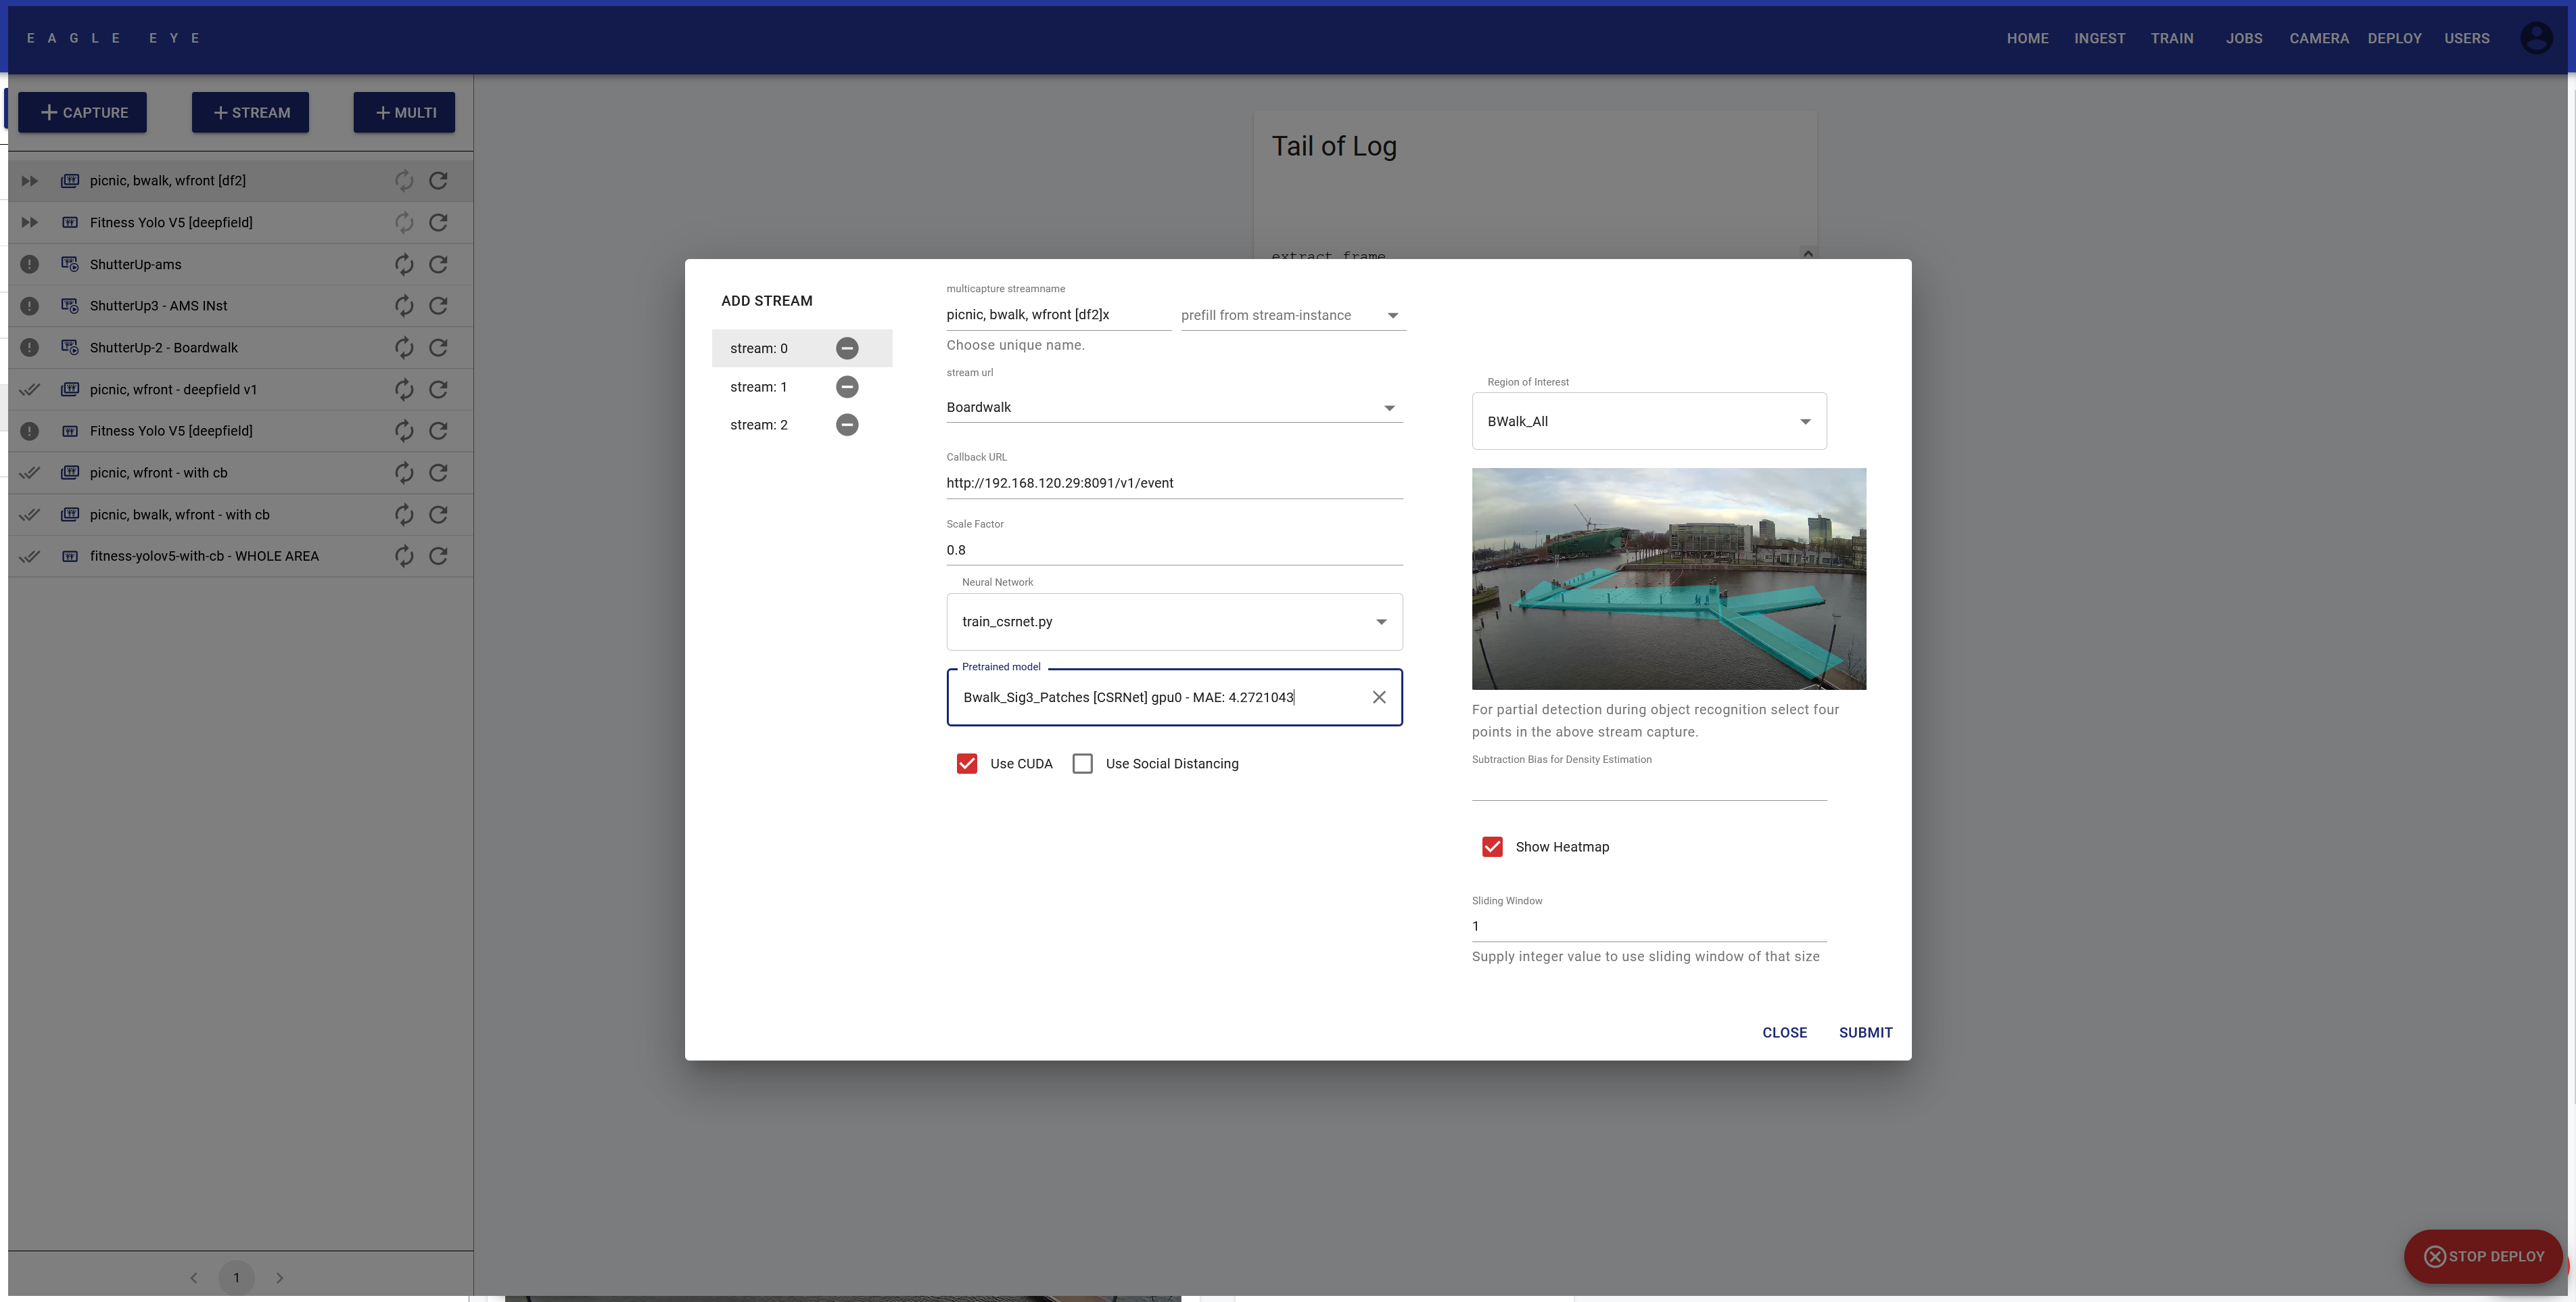 EAGLE EYE
HOME INGEST TRAIN JOBS CAMERA DEPLOY USERS
CAPTURE STREAM MULTI
picnic, bwalk, wfront [df2]
Fitness Yolo V5 [deepfield]
ShutterUp-ams
ShutterUp3 - AMS INst
ShutterUp-2 - Boardwalk
picnic, wfront - deepfield v1
Fitness Yolo V5 [deepfield]
picnic, wfront - with cb
picnic, bwalk, wfront - with cb
fitness-yolov5-with-cb - WHOLE AREA
1
Tail of Log
extract frame
ADD STREAM
stream: 0
stream: 1
stream: 2
multicapture streamname
picnic, bwalk, wfront [df2]x prefill from stream-instance
Choose unique name.
stream url
Boardwalk
Callback URL
http://192.168.120.29:8091/v1/event
Scale Factor
0.8
Neural Network
train_csrnet.py
Pretrained model
Bwalk_Sig3_Patches [CSRNet] gpu0 - MAE: 4.2721043
Use CUDA Use Social Distancing
Region of Interest
BWalk_All
For partial detection during object recognition select four
points in the above stream capture.
Subtraction Bias for Density Estimation
Show Heatmap
Sliding Window
1
Supply integer value to use sliding window of that size
CLOSE SUBMIT
STOP DEPLOY